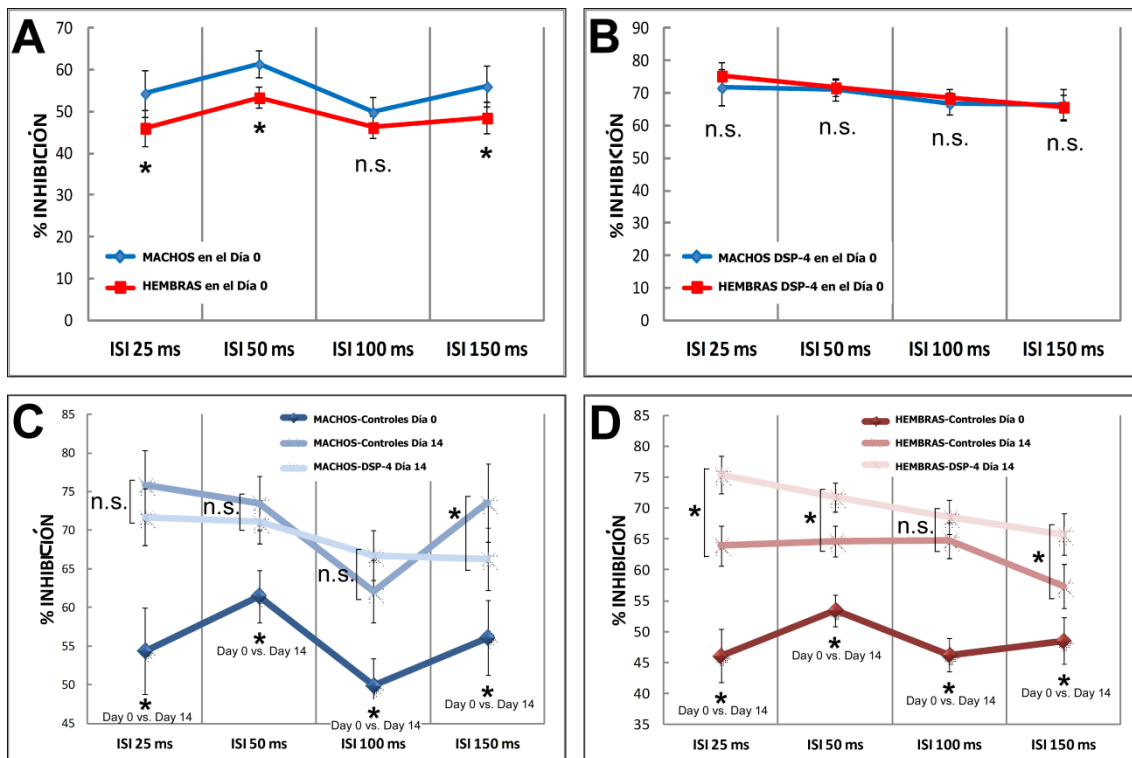 A
% INHIBICIÓN
70
60
50
40
30
20
10
0
*
*
n.s.
*
MACHOS en el Día 0
HEMBRAS en el Día 0
ISI 25 ms
ISI 50 ms
ISI 100 ms
ISI 150 ms
B
% INHIBICIÓN
90
80
70
60
50
40
30
20
10
0
n.s.
n.s.
n.s.
n.s.
MACHOS DSP-4 en el Día 0
HEMBRAS DSP-4 en el Día 0
ISI 25 ms
ISI 50 ms
ISI 100 ms
ISI 150 ms
C
% INHIBICIÓN
85
80
75
70
65
60
55
50
45
MACHOS-Controles Día 0
MACHOS-Controles Día 14
MACHOS-DSP-4 Día 14
n.s.
n.s.
n.s.
*
*
Day 0 vs. Day 14
*
Day 0 vs. Day 14
*
Day 0 vs. Day 14
*
Day 0 vs. Day 14
ISI 25 ms
ISI 50 ms
ISI 100 ms
ISI 150 ms
D
% INHIBICIÓN
85
80
75
70
65
60
55
50
45
40
35
HEMBRAS-Controles Día 0
HEMBRAS-Controles Día 14
HEMBRAS-DSP-4 Día 14
*
*
n.s.
*
*
Day 0 vs. Day 14
*
Day 0 vs. Day 14
*
Day 0 vs. Day 14
*
Day 0 vs. Day 14
ISI 25 ms
ISI 50 ms
ISI 100 ms
ISI 150 ms